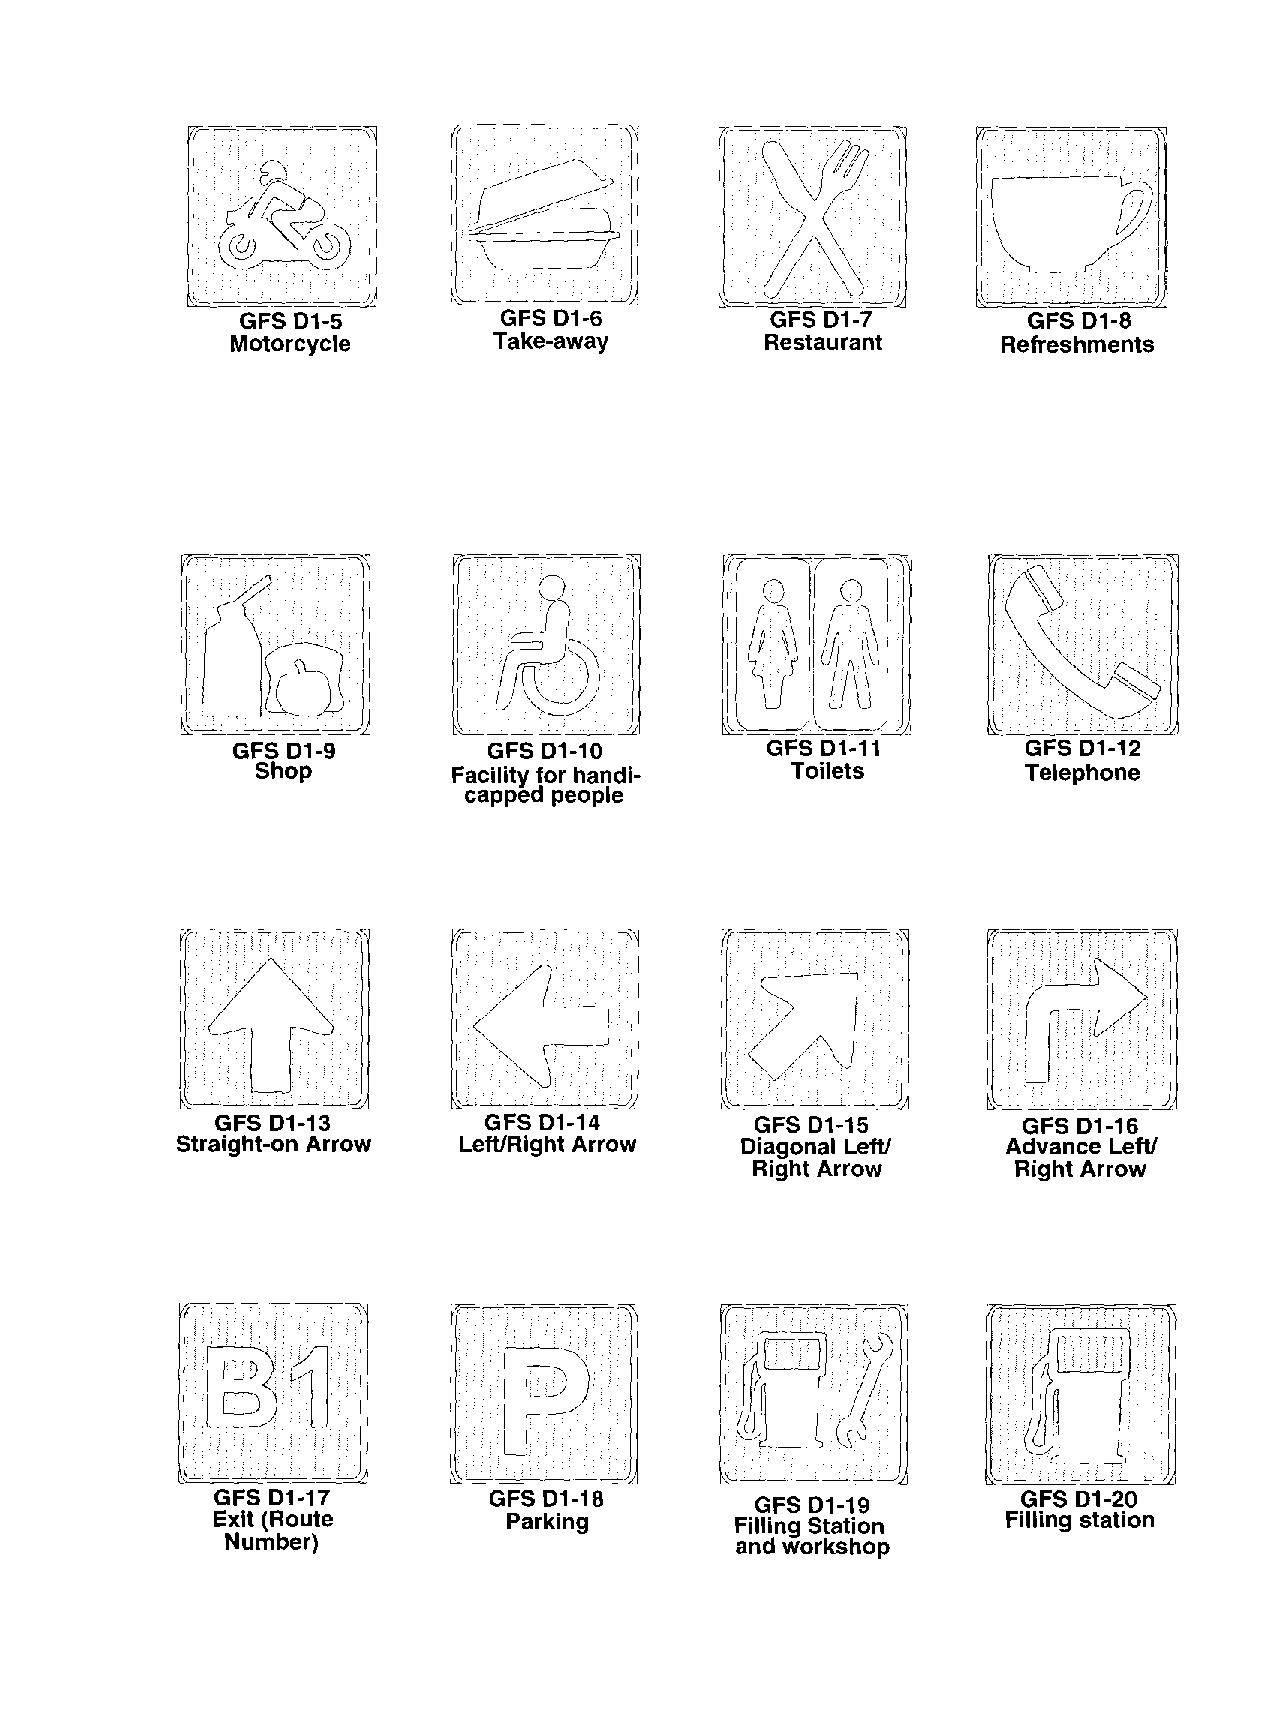 GFS D1-5
Motorcycle
GFS D1-6
Take-away
GFS D1-7
Restaurant
GFS D1-8
Refreshments
GFS D1-9
Shop
GFS D1-10
Facility for handi-
capped people
GFS D1-11
Toilets
GFS D1-12
Telephone
GFS D1-13
Straight-on Arrow
GFS D1-14
Left/Right Arrow
GFS D1-15
Diagonal Left/
Right Arrow
GFS D1-16
Advance Left/
Right Arrow
B1
GFS D1-17
Exit (Route
Number)
P
GFS D1-18
Parking
GFS D1-19
Filling Station
and workshop
GFS D1-20
Filling station